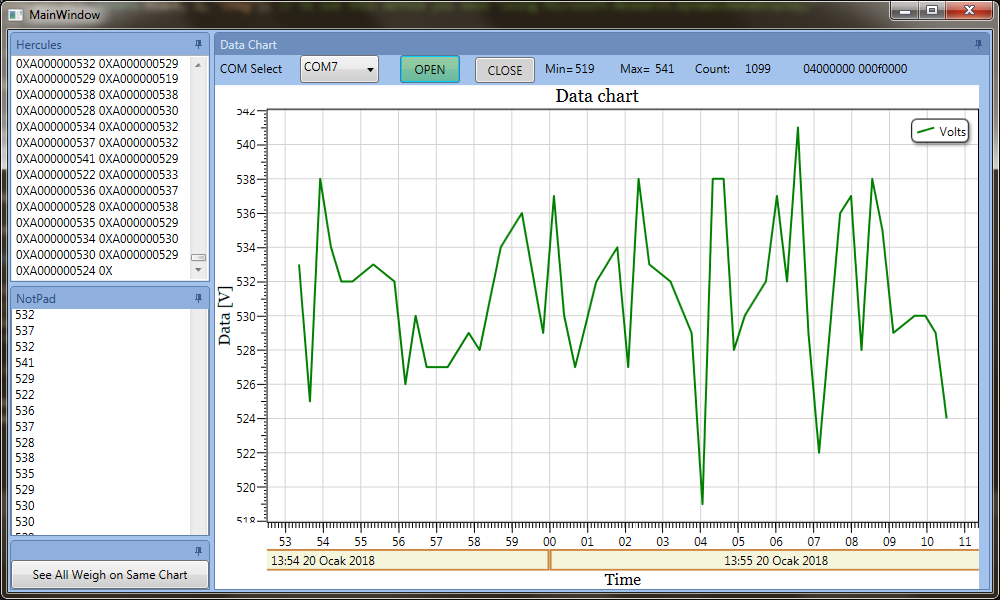 MainWindow
Hercules
0XA000000532 0XA000000529
0XA000000529 0XA000000519
0XA000000538 0XA000000538
0XA000000528 0XA000000530
0XA000000534 0XA000000532
0XA000000537 0XA000000532
0XA000000541 0XA000000529
0XA000000522 0XA000000533
0XA000000536 0XA000000537
0XA000000528 0XA000000538
0XA000000535 0XA000000529
0XA000000534 0XA000000530
0XA000000530 0XA000000529
0XA000000524 0X
NotPad
532
537
532
541
529
522
536
537
528
538
535
529
530
530
See All Weigh on Same Chart
Data Chart
COM Select COM7 OPEN CLOSE Min= 519 Max= 541 Count: 1099 04000000 000f0000
Data chart
Volts
Data [V]
542
540
538
536
534
532
530
528
526
524
522
520
518
53 54 55 56 57 58 59 00 01 02 03 04 05 06 07 08 09 10 11
13:54 20 Ocak 2018 13:55 20 Ocak 2018
Time